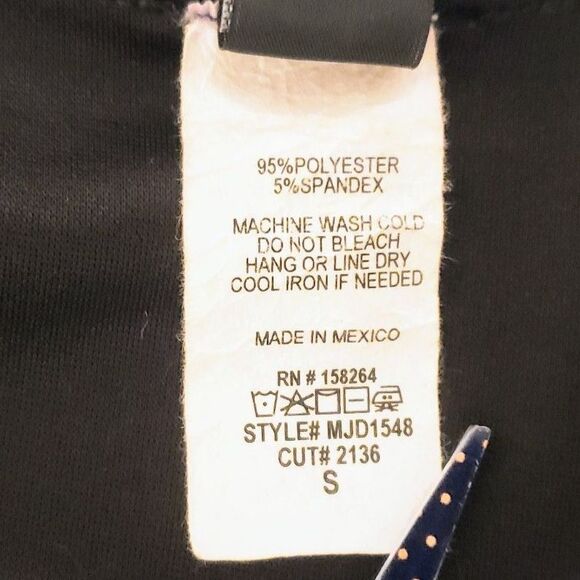 95%POLYESTER
5%SPANDEX
MACHINE WASH COLD
DO NOT BLEACH
HANG OR LINE DRY
COOL IRON IF NEEDED
MADE IN MEXICO
RN # 158264
STYLE# MJD1548
CUT# 2136
S